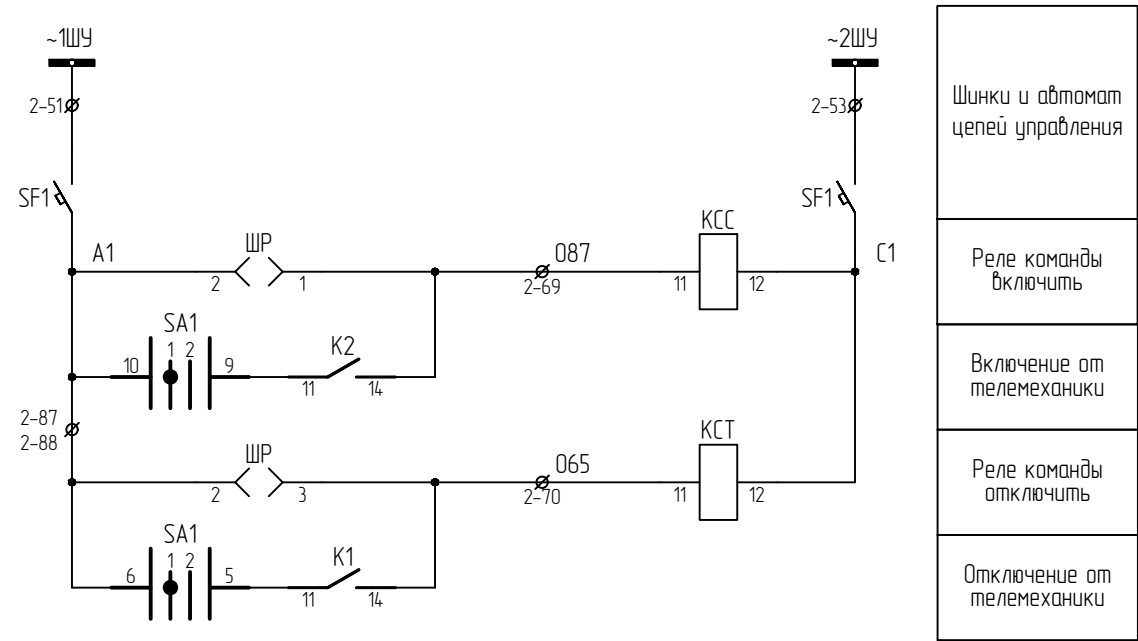 ~1ШУ
~2ШУ
2-51
2-53
SF1
SF1
Шинки и автомат
цепей управления
A1
ШР
2
1
087
2-69
KCC
11
12
C1
Реле команды
включить
SA1
10
1
2
9
K2
11
14
Включение от
телемеханики
2-87
2-88
ШР
2
3
065
2-70
KCT
11
12
Реле команды
отключить
SA1
6
1
2
5
K1
11
14
Отключение от
телемеханики